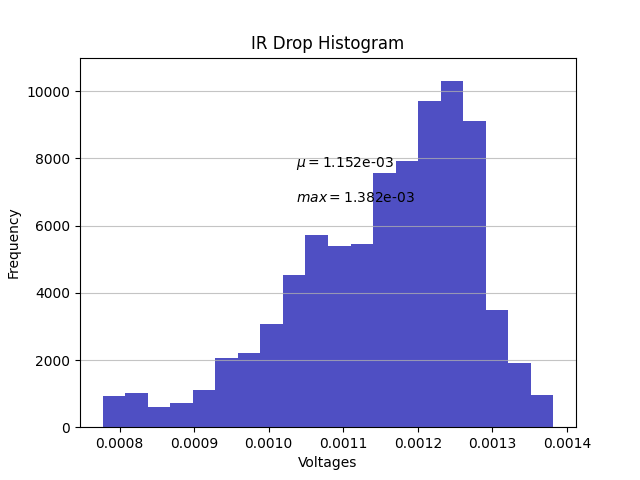 IR Drop Histogram
10000
8000
6000
4000
2000
0
Frequency
μ = 1.152e-03
max = 1.382e-03
0.0008 0.0009 0.0010 0.0011 0.0012 0.0013 0.0014
Voltages